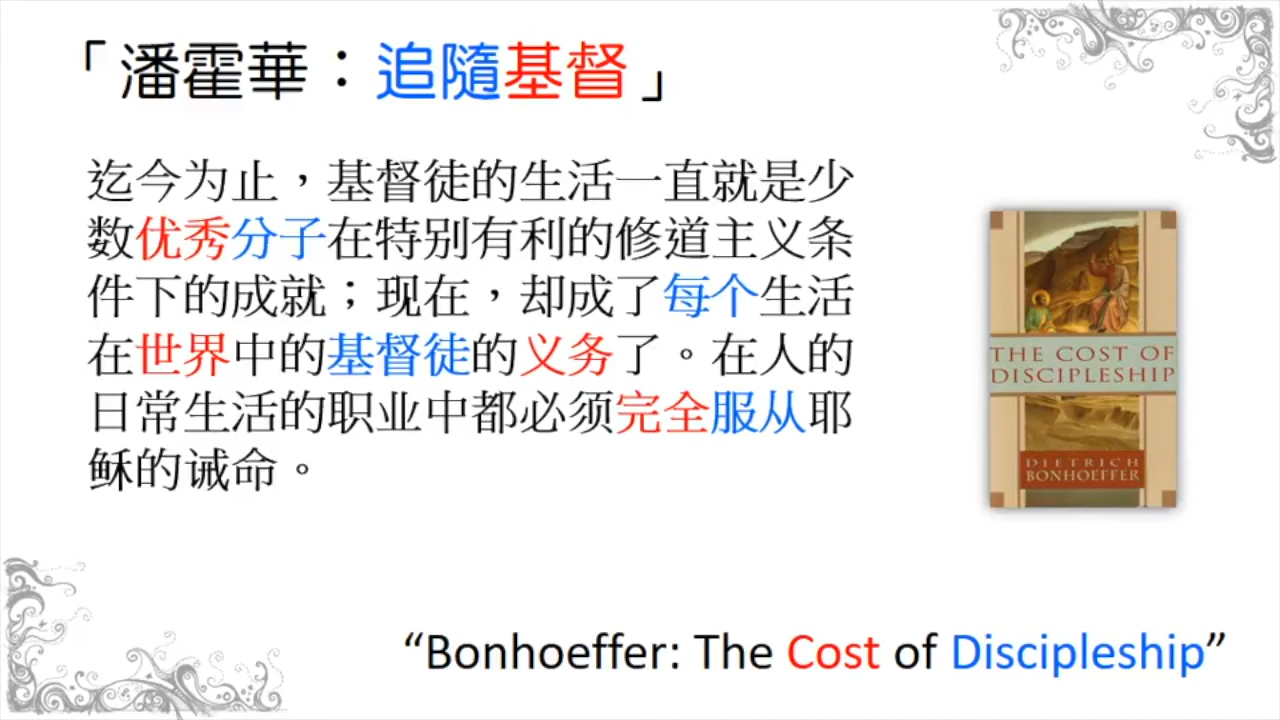 「潘霍華：追隨基督」
迄今为止，基督徒的生活一直就是少
数优秀分子在特别有利的修道主义条
件下的成就；现在，却成了每个生活
在世界中的基督徒的义务了。在人的
日常生活的职业中都必须完全服从耶
稣的诫命。
THE COST OF
DISCIPLESHIP
DIETRICH
BONHOEFFER
“Bonhoeffer: The Cost of Discipleship”